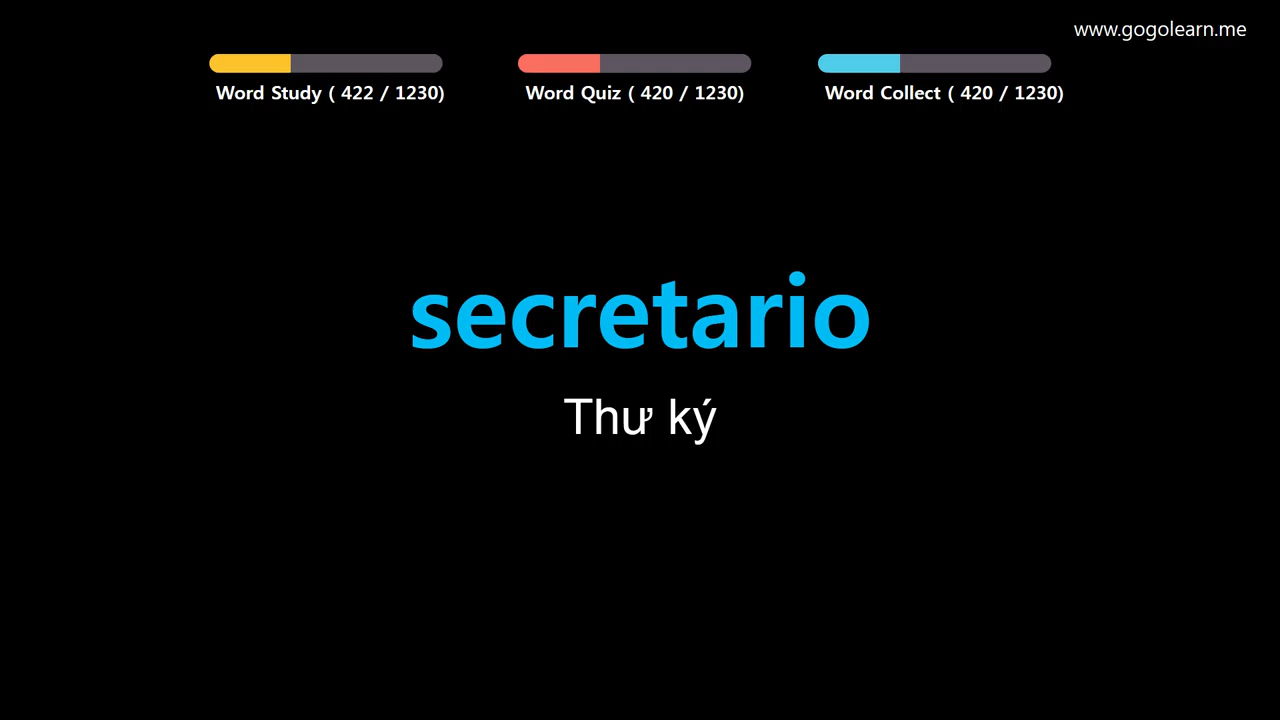 www.gogolearn.me
Word Study ( 422 / 1230)
Word Quiz ( 420 / 1230)
Word Collect ( 420 / 1230)
secretario
Thư ký